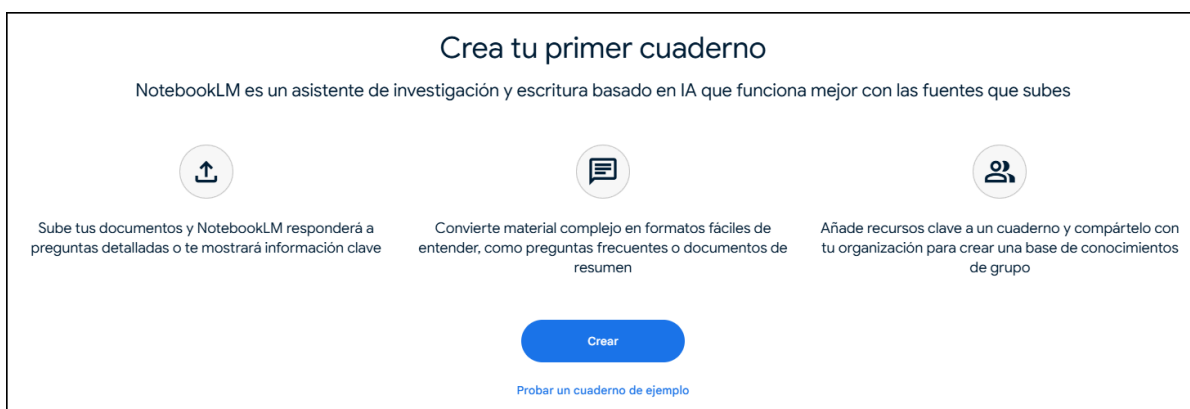 Crea tu primer cuaderno
NotebookLM es un asistente de investigación y escritura basado en IA que funciona mejor con las fuentes que subes
Sube tus documentos y NotebookLM responderá a
preguntas detalladas o te mostrará información clave
Convierte material complejo en formatos fáciles de
entender, como preguntas frecuentes o documentos de
resumen
Añade recursos clave a un cuaderno y compártelo con
tu organización para crear una base de conocimientos
de grupo
Crear
Probar un cuaderno de ejemplo